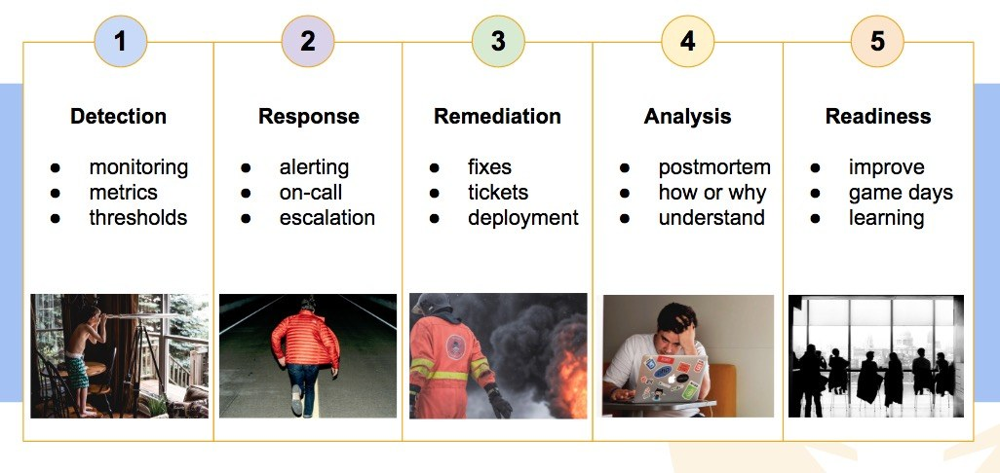 1
2
3
4
5
Detection
monitoring
metrics
thresholds
Response
alerting
on-call
escalation
Remediation
fixes
tickets
deployment
Analysis
postmortem
how or why
understand
Readiness
improve
game days
learning